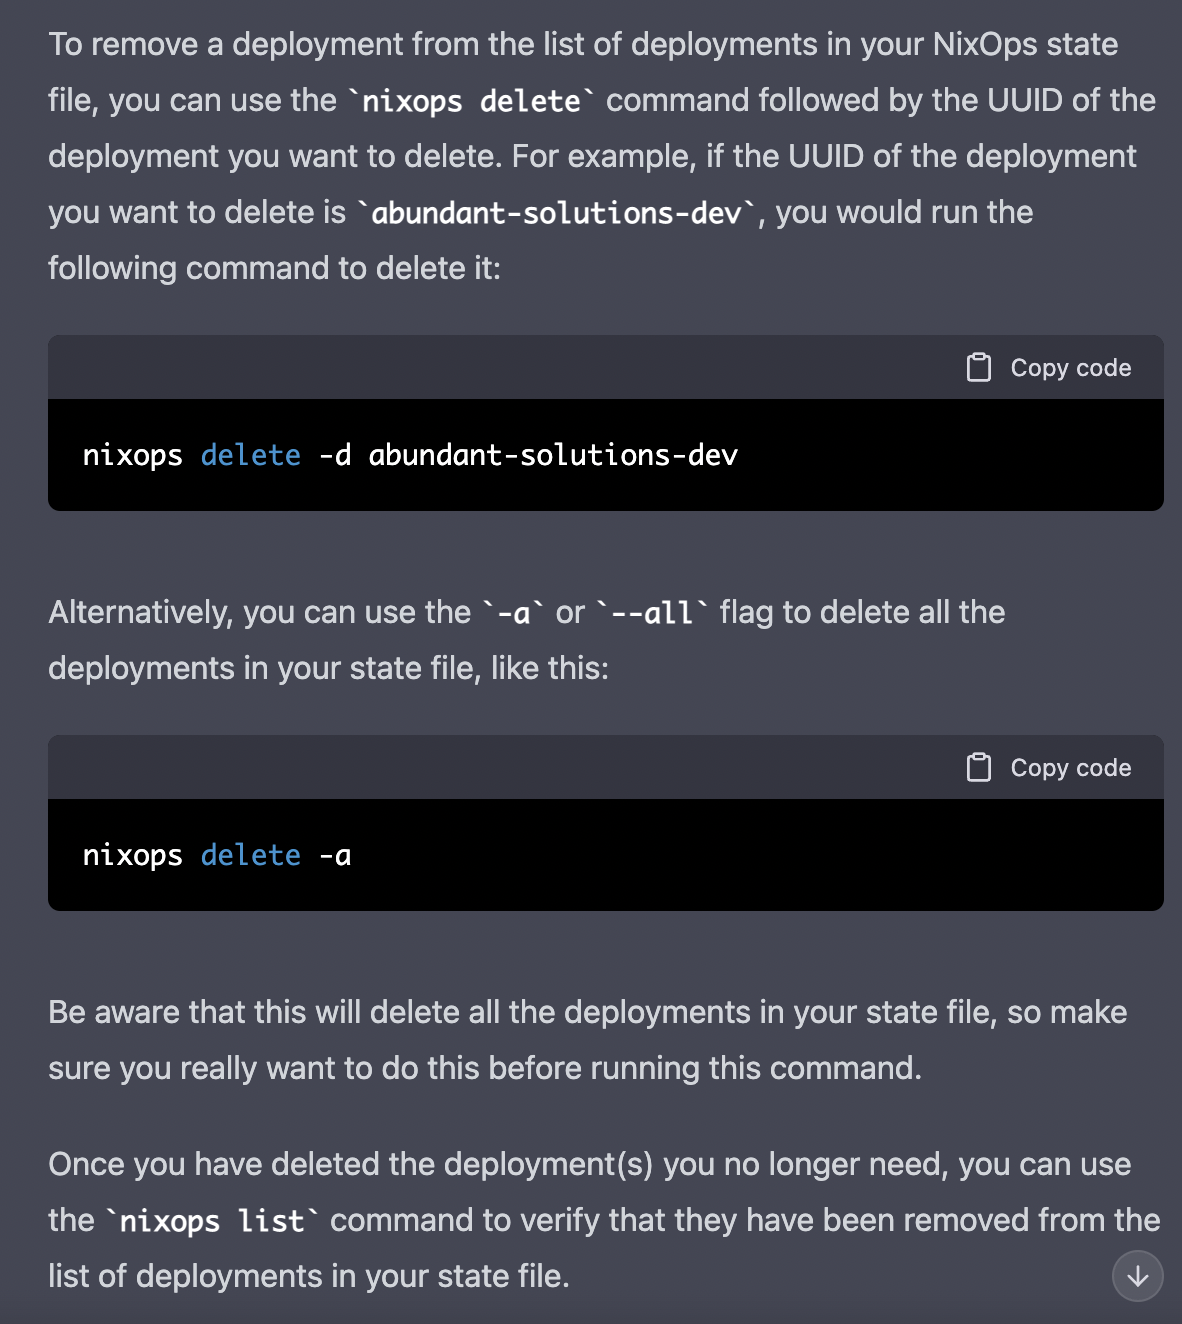 To remove a deployment from the list of deployments in your NixOps state
file, you can use the `nixops delete` command followed by the UUID of the
deployment you want to delete. For example, if the UUID of the deployment
you want to delete is `abundant-solutions-dev`, you would run the
following command to delete it:
Copy code
nixops delete -d abundant-solutions-dev
Alternatively, you can use the `-a` or `--all` flag to delete all the
deployments in your state file, like this:
Copy code
nixops delete -a
Be aware that this will delete all the deployments in your state file, so make
sure you really want to do this before running this command.
Once you have deleted the deployment(s) you no longer need, you can use
the `nixops list` command to verify that they have been removed from the
list of deployments in your state file.